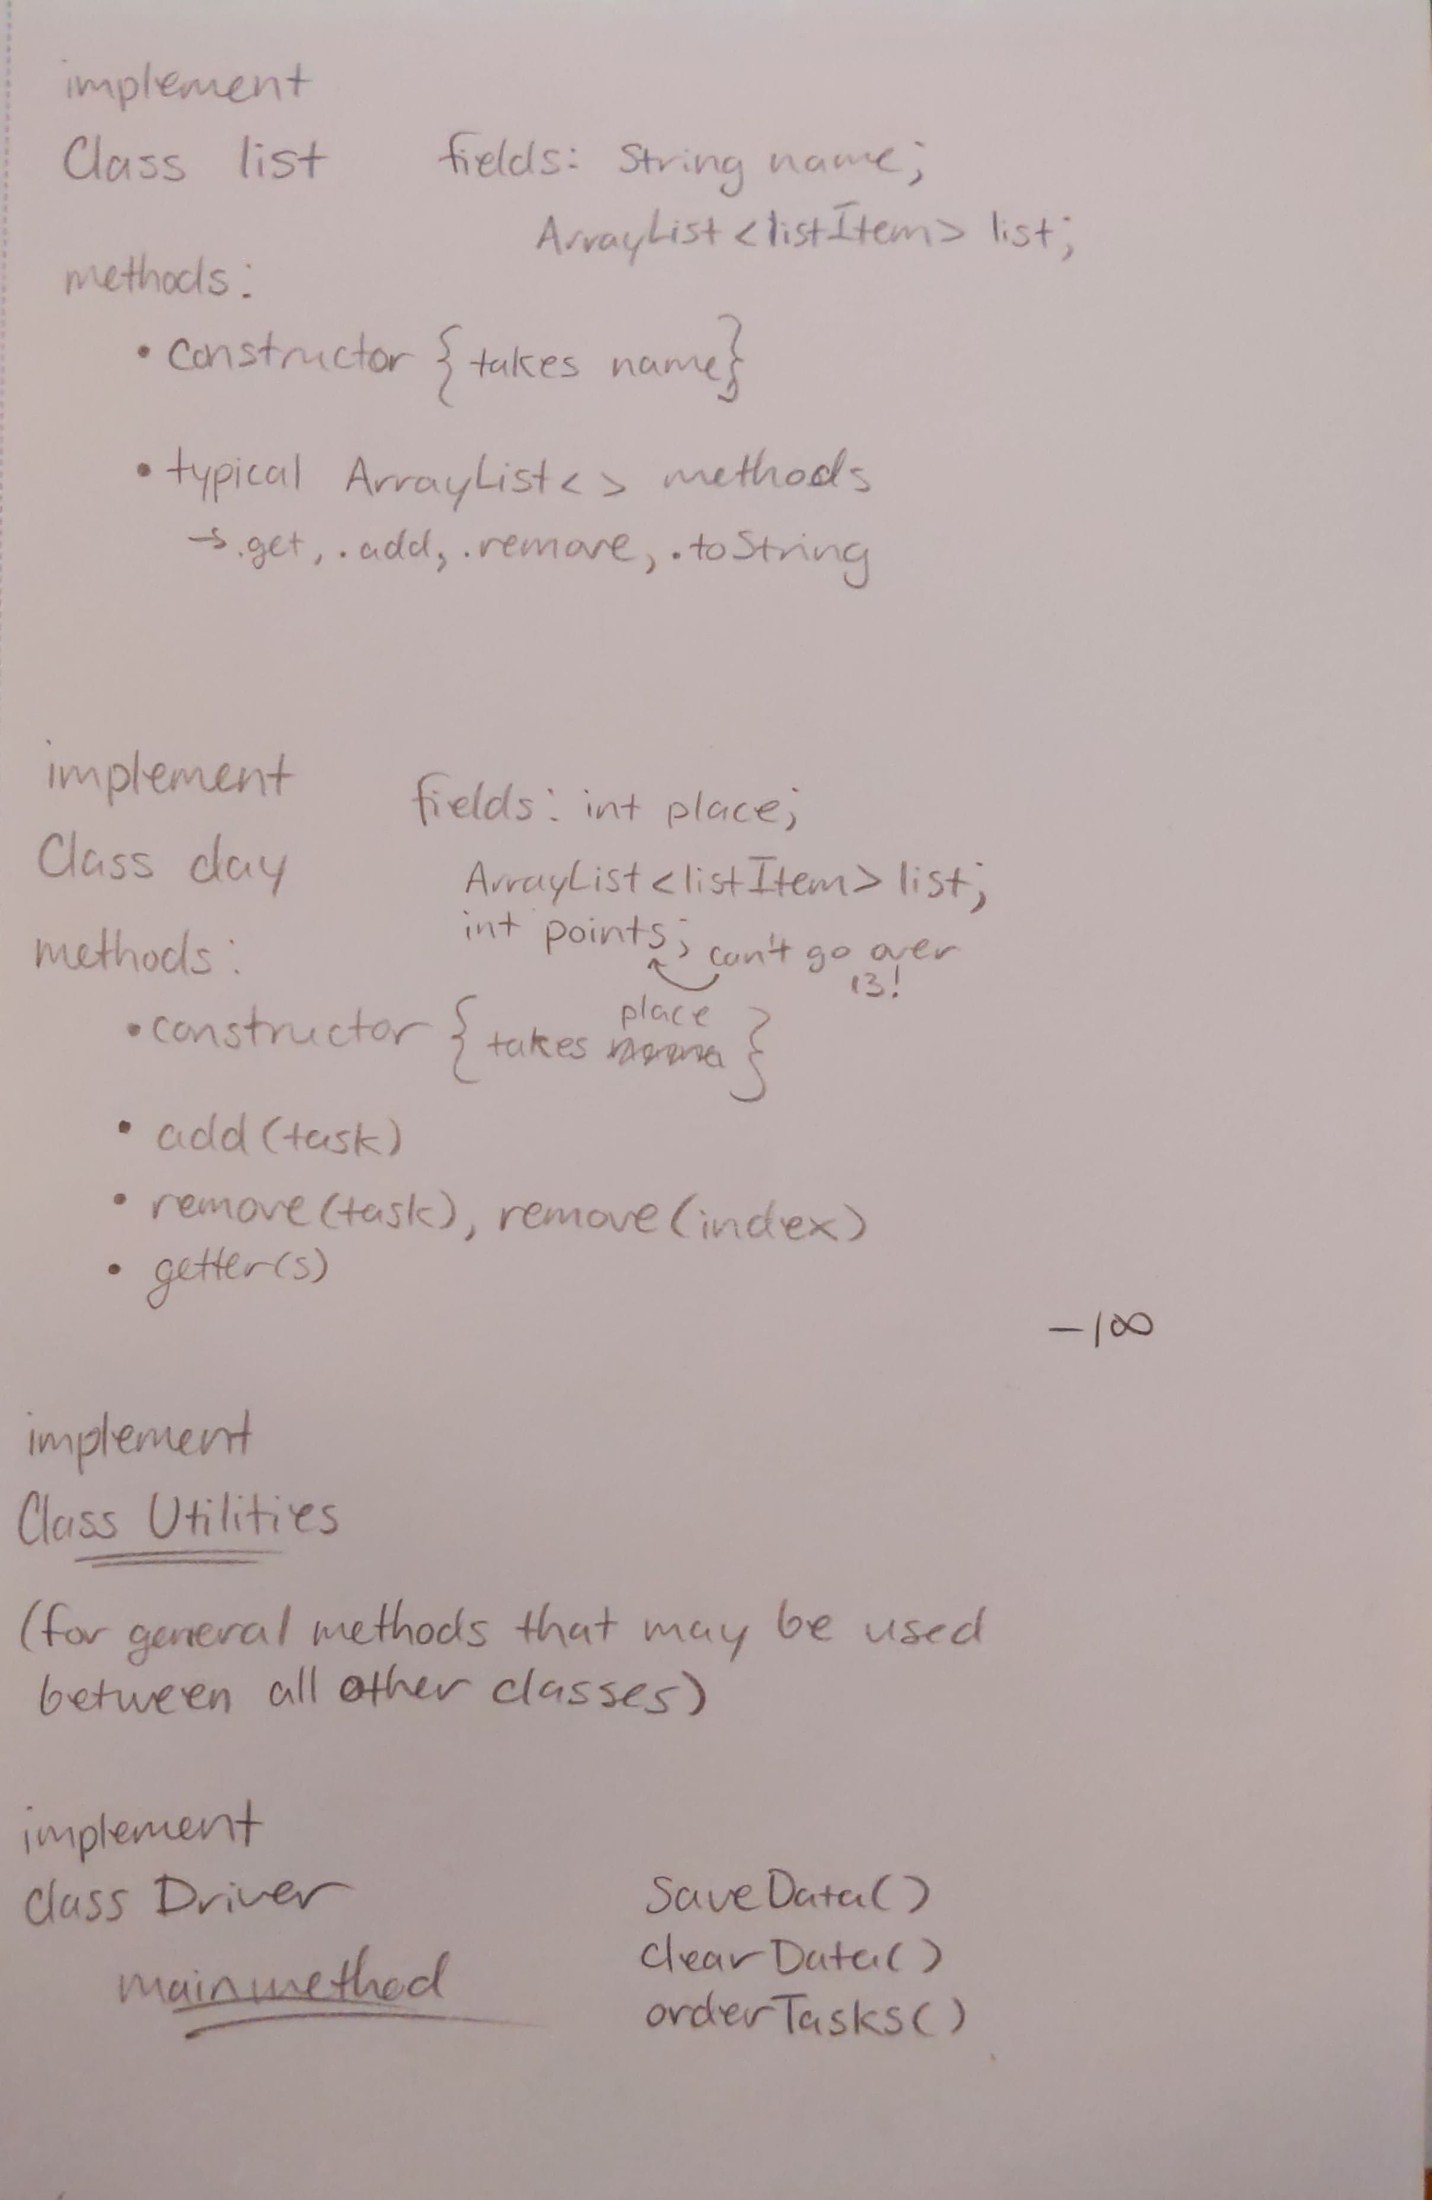 implement
Class list fields: String name;
ArrayList<listItem> list;
methods:
• constructor {takes name}
• typical ArrayList<> methods
→ .get, .add, .remove, .toString
implement
fields: int place;
Class day
ArrayList<listItem> list;
int points; can't go over
13!
methods:
place
• constructor {takes }
• add(task)
• remove(task), remove(index)
• getter(s)
implement
Class Utilities
(for general methods that may be used
between all other classes)
implement
class Driver
main method
saveData()
clearData()
orderTasks()